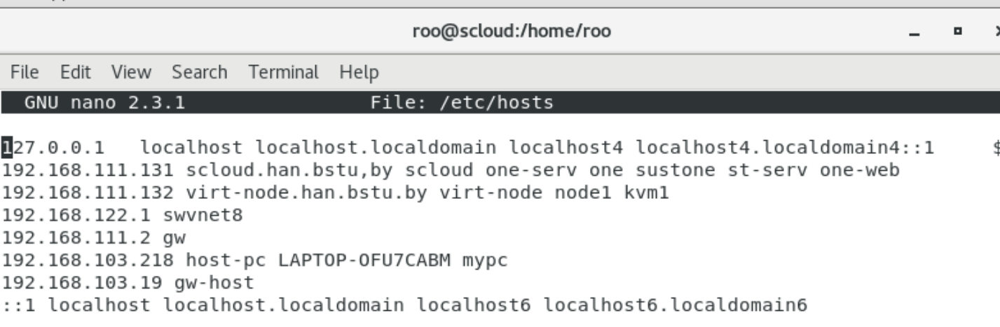 roo@scloud:/home/roo
File Edit View Search Terminal Help
GNU nano 2.3.1 File: /etc/hosts
127.0.0.1 localhost localhost.localdomain localhost4 localhost4.localdomain4::1 $
192.168.111.131 scloud.han.bstu,by scloud one-serv one sustone st-serv one-web
192.168.111.132 virt-node.han.bstu.by virt-node node1 kvm1
192.168.122.1 swvnet8
192.168.111.2 gw
192.168.103.218 host-pc LAPTOP-OFU7CABM mypc
192.168.103.19 gw-host
::1 localhost localhost.localdomain localhost6 localhost6.localdomain6